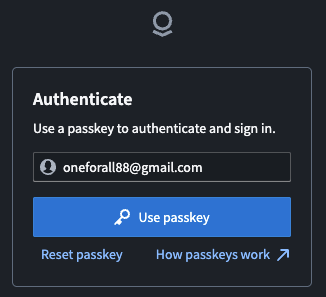 Authenticate
Use a passkey to authenticate and sign in.
oneforall88@gmail.com
Use passkey
Reset passkey
How passkeys work